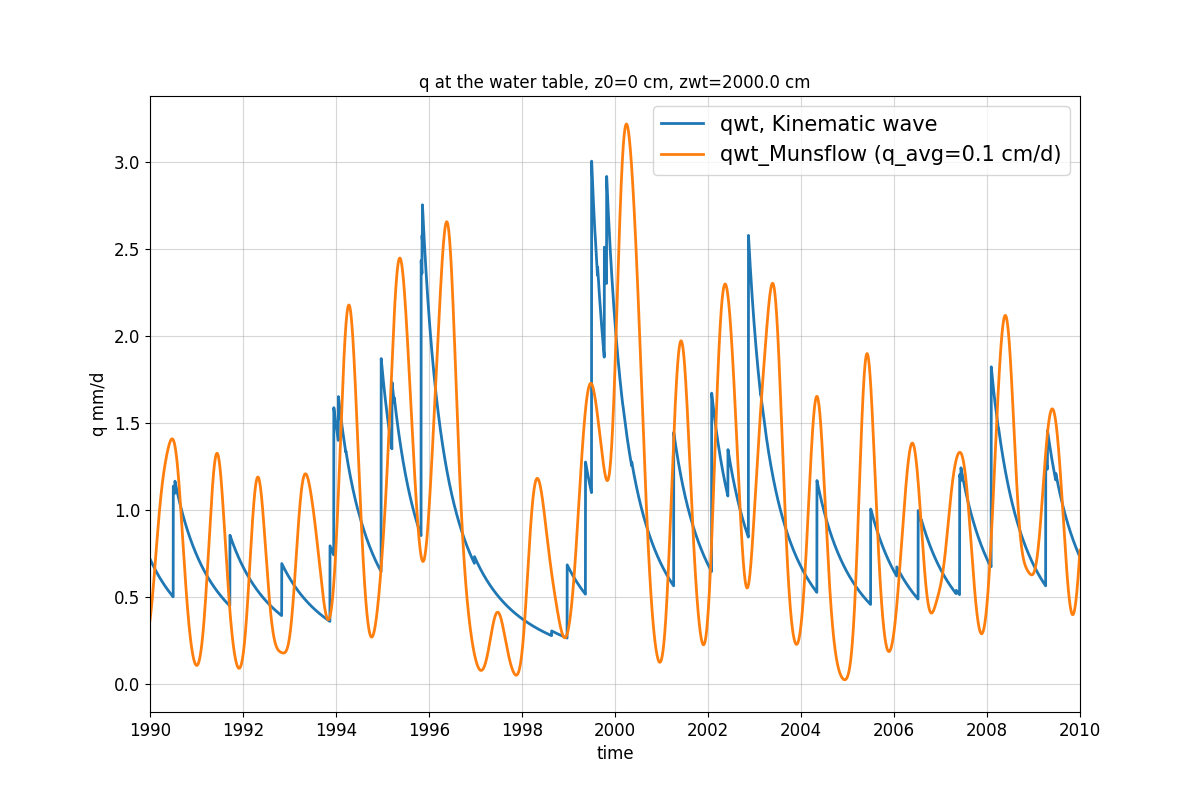 q at the water table, z0=0 cm, zwt=2000.0 cm
qwt, Kinematic wave
qwt_Munsflow (q_avg=0.1 cm/d)
3.0
2.5
2.0
1.5
1.0
0.5
0.0
q mm/d
1990 1992 1994 1996 1998 2000 2002 2004 2006 2008 2010
time